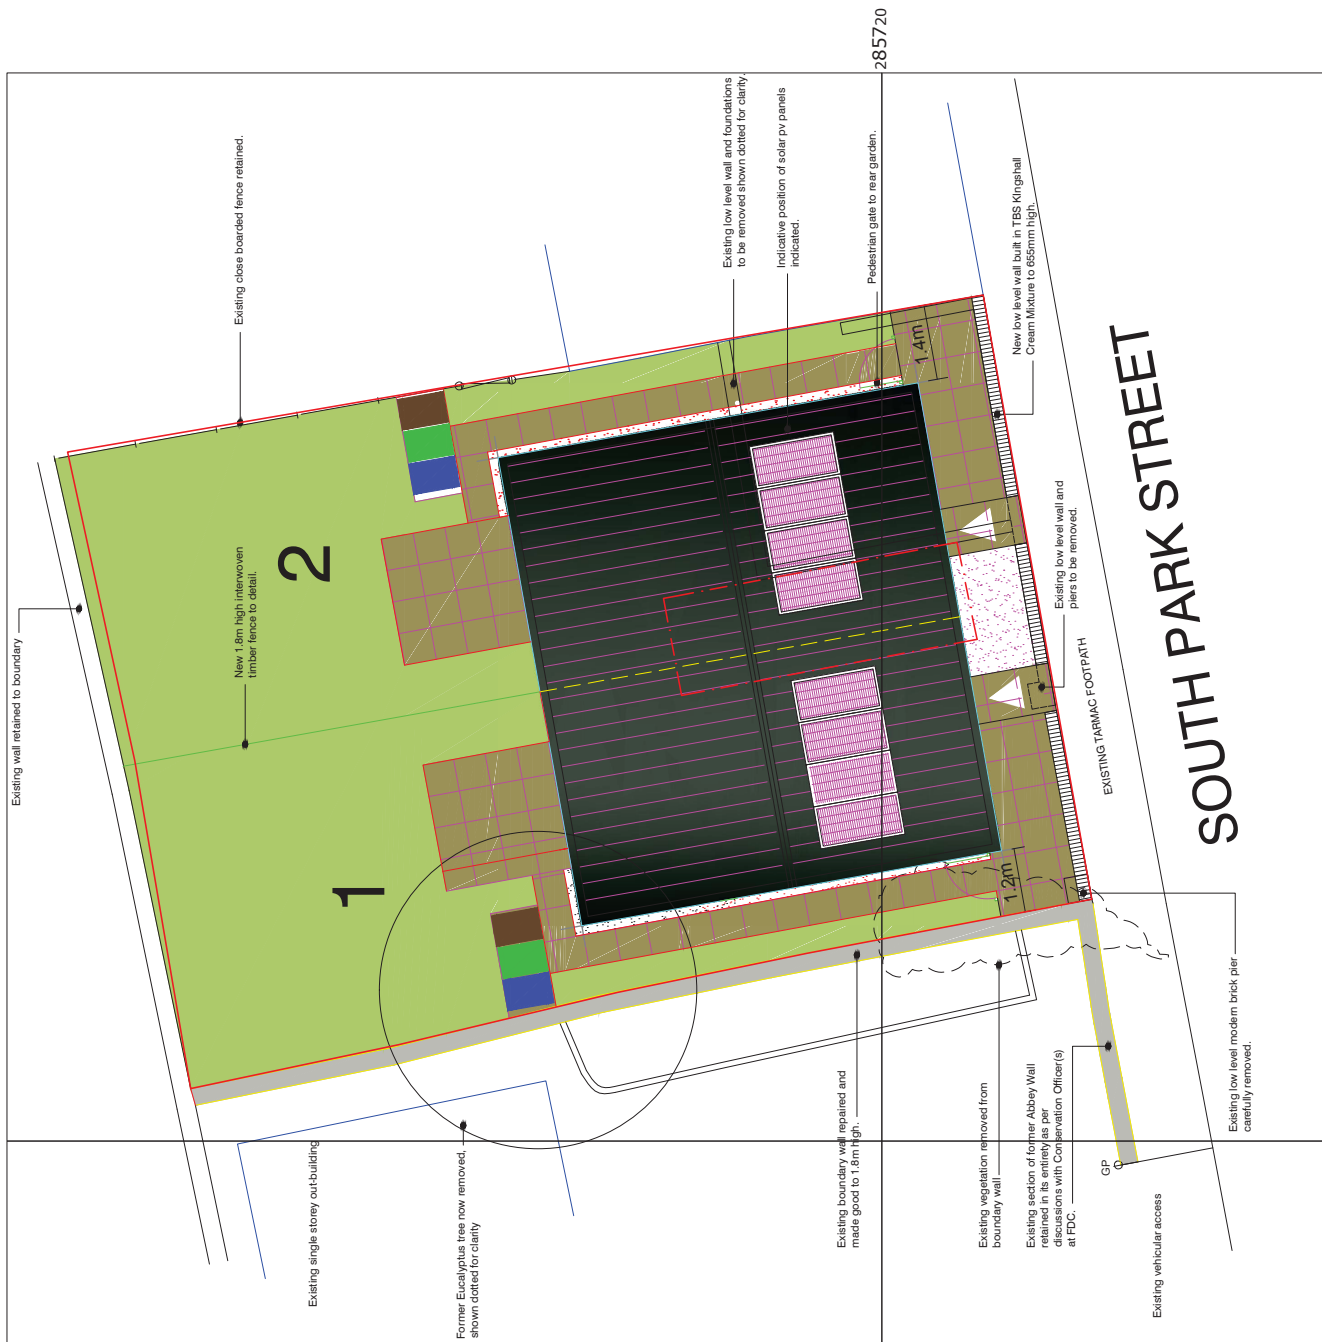 Existing wall retained to boundary
New 1.8m high interwoven
timber fence to detail.
Existing close boarded fence retained.
2
1
Existing low level wall and foundations
to be removed shown dotted for clarity.
Indicative position of solar pv panels
indicated.
Pedestrian gate to rear garden.
285720
New low level wall built in TBS KIngshall
Cream Mixture to 655mm high.
1.4m
Existing low level wall and
piers to be removed.
EXISTING TARMAC FOOTPATH
SOUTH PARK STREET
1.2m
Existing single storey out-building
Former Eucalyptus tree now removed,
shown dotted for clarity
Existing boundary wall repaired and
made good to 1.8m high.
Existing vegetation removed from
boundary wall
Existing section of former Abbey Wall
retained in its entirety as per
discussions with Conservation Officer(s)
at FDC.
GP
Existing vehicular access
Existing low level modern brick pier
carefully removed.